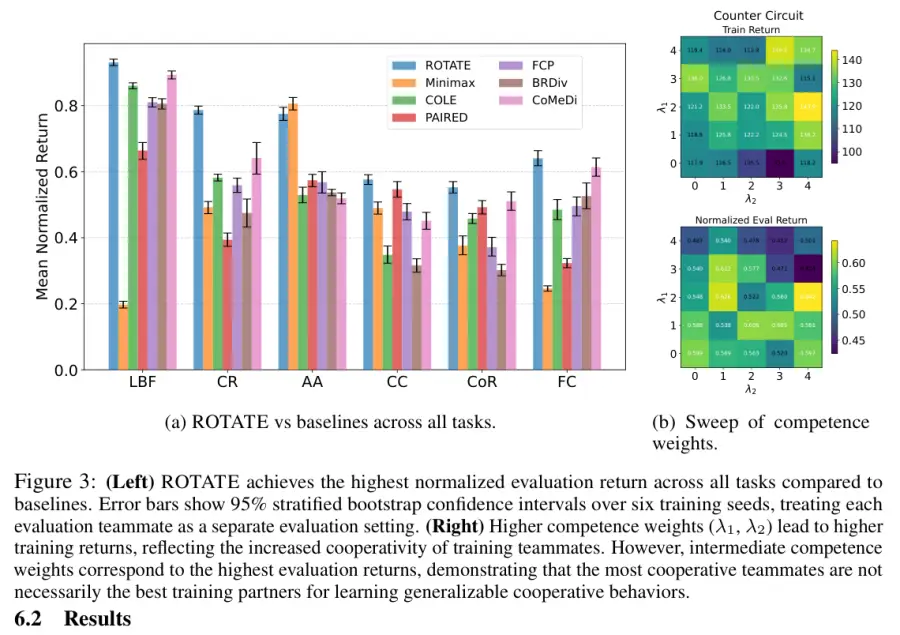 Counter Circuit
Train Return
ROTATE
Minimax
COLE
PAIRED
FCP
BRDiv
CoMeDi
Mean Normalized Return
0.8
0.6
0.4
0.2
0.0
LBF CR AA CC CoR FC
4
3
2
1
0
λ1
0 1 2 3 4
λ2
140
130
120
110
100
Normalized Eval Return
4
3
2
1
0
λ1
0 1 2 3 4
λ2
0.60
0.55
0.50
0.45
(a) ROTATE vs baselines across all tasks.
(b) Sweep of competence
weights.
Figure 3: (Left) ROTATE achieves the highest normalized evaluation return across all tasks compared to
baselines. Error bars show 95% stratified bootstrap confidence intervals over six training seeds, treating each
evaluation teammate as a separate evaluation setting. (Right) Higher competence weights (λ1, λ2) lead to higher
training returns, reflecting the increased cooperativity of training teammates. However, intermediate competence
weights correspond to the highest evaluation returns, demonstrating that the most cooperative teammates are not
necessarily the best training partners for learning generalizable cooperative behaviors.
6.2 Results